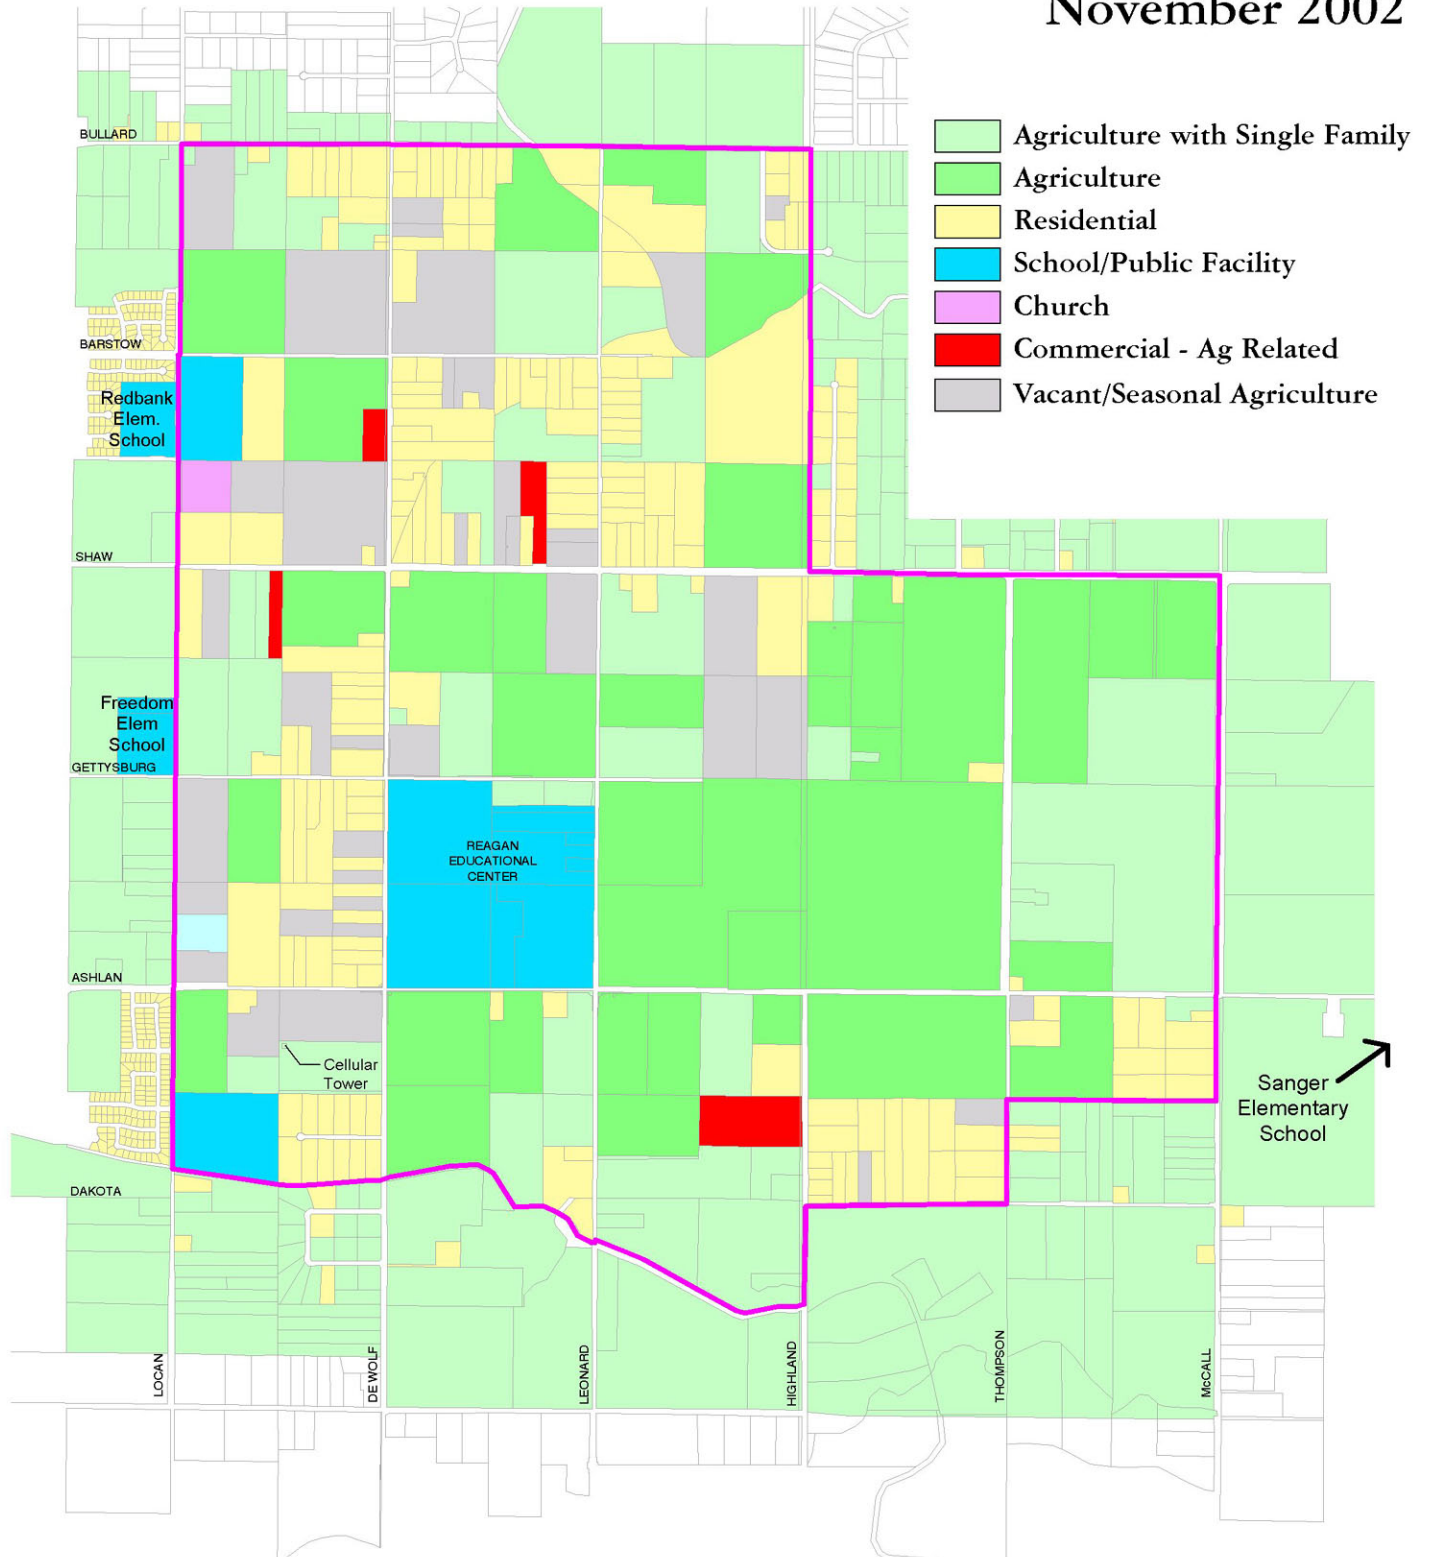 November 2002
Agriculture with Single Family
Agriculture
Residential
School/Public Facility
Church
Commercial - Ag Related
Vacant/Seasonal Agriculture
BULLARD
BARSTOW
Redbank
Elem.
School
SHAW
Freedom
Elem
School
GETTYSBURG
REAGAN
EDUCATIONAL
CENTER
ASHLAN
Cellular
Tower
Sanger
Elementary
School
DAKOTA
LOCAN
DE WOLF
LEONARD
HIGHLAND
THOMPSON
McCALL